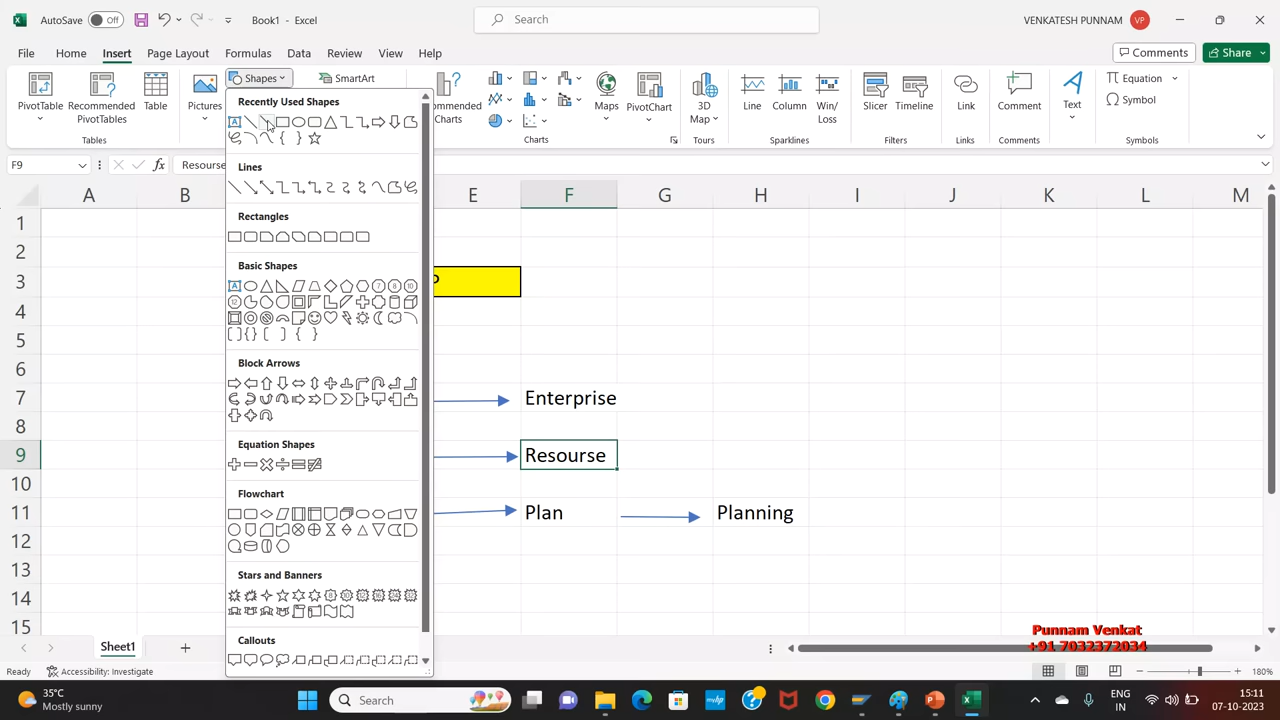 AutoSave Off Book1 - Excel Search VENKATESH PUNNAM VP
File Home Insert Page Layout Formulas Data Review View Help Comments Share
Shapes SmartArt Equation
Symbol
PivotTable Recommended PivotTables Table Pictures ommended Charts Maps PivotChart 3D Map Line Column Win/Loss Slicer Timeline Link Comment Text
Tables Charts Tours Sparklines Filters Links Comments Symbols
F9 fx Resourse
Recently Used Shapes
Lines
Rectangles
Basic Shapes
Block Arrows
Equation Shapes
Flowchart
Stars and Banners
Callouts
A B E F G H I J K L M
1
2
3 P
4
5
6
7 Enterprise
8
9 Resourse
10
11 Plan Planning
12
13
14
15
Punnam Venkat
+91 7032372034
Sheet1
Ready Accessibility: Investigate 180%
35°C
Mostly sunny
Search
ENG
IN
15:11
07-10-2023